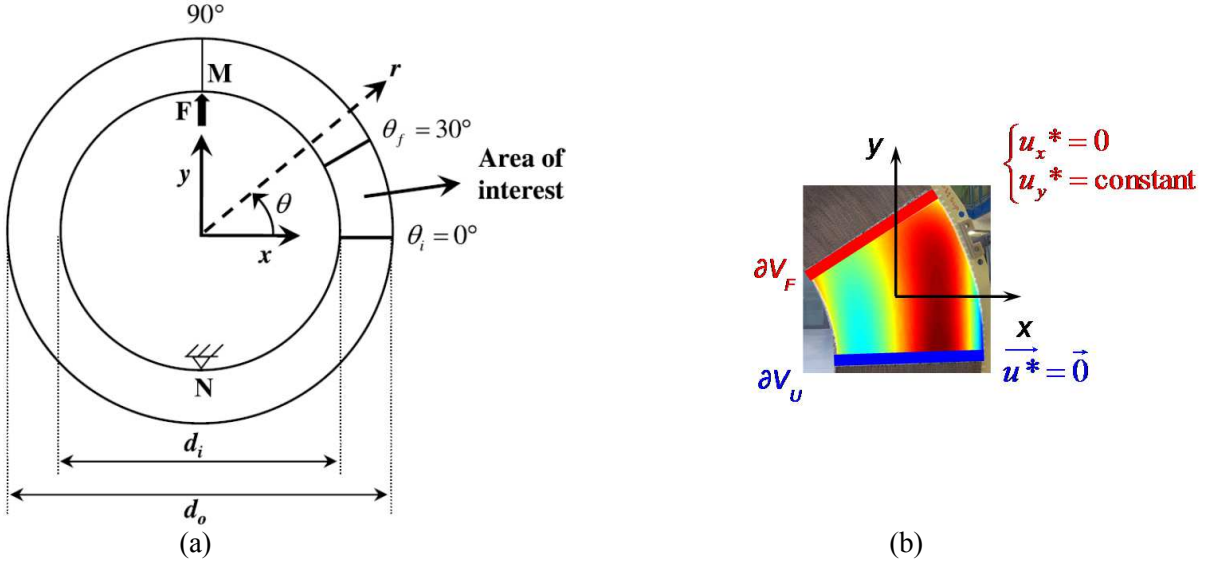 90°
M
r
F
θf = 30°
Area of
interest
y
θ
x
θi = 0°
N
di
do
(a)
y
ux* = 0
uy* = constant
∂VF
x
∂VU
u* = 0
(b)